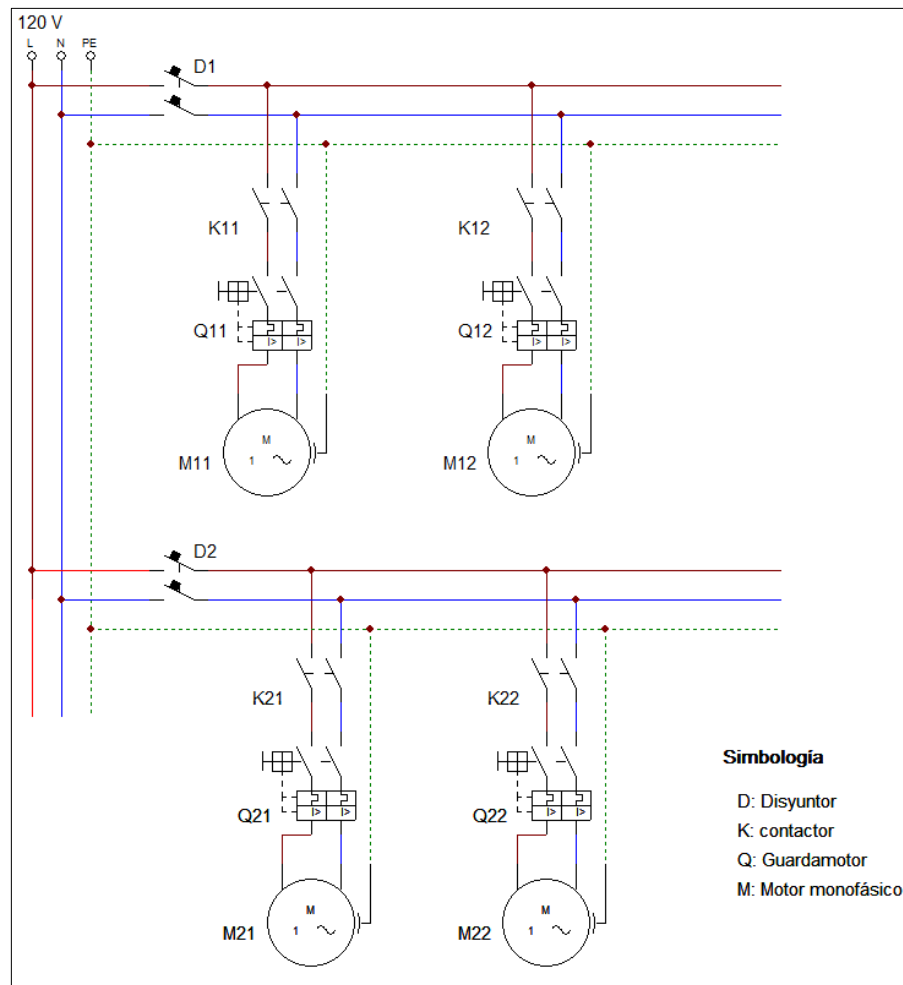 120 V
L N PE
D1
K11 K12
Q11 I> I> Q12 I> I>
M M
M11 1 M12 1
D2
K21 K22
Simbología
Q21 I> I> Q22 I> I>
D: Disyuntor
K: contactor
Q: Guardamotor
M: Motor monofásico
M M
M21 1 M22 1